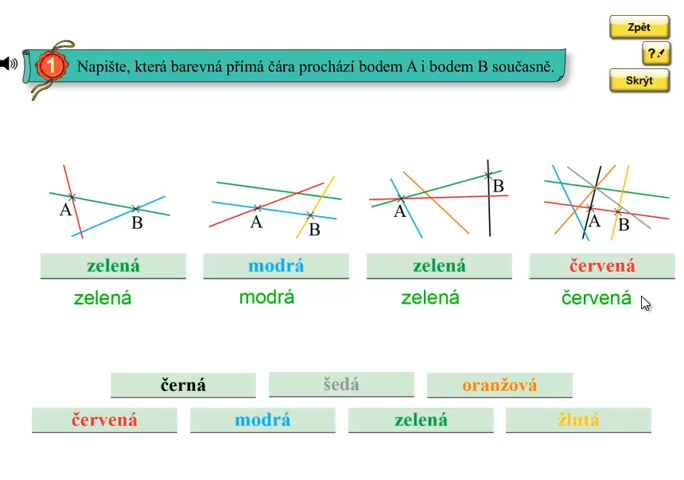 Zpět
1 Napište, která barevná přímá čára prochází bodem A i bodem B současně.
?
Skrýt
A B
A B
A B
A B
zelená modrá zelená červená
zelená modrá zelená červená
černá šedá oranžová
červená modrá zelená žlutá